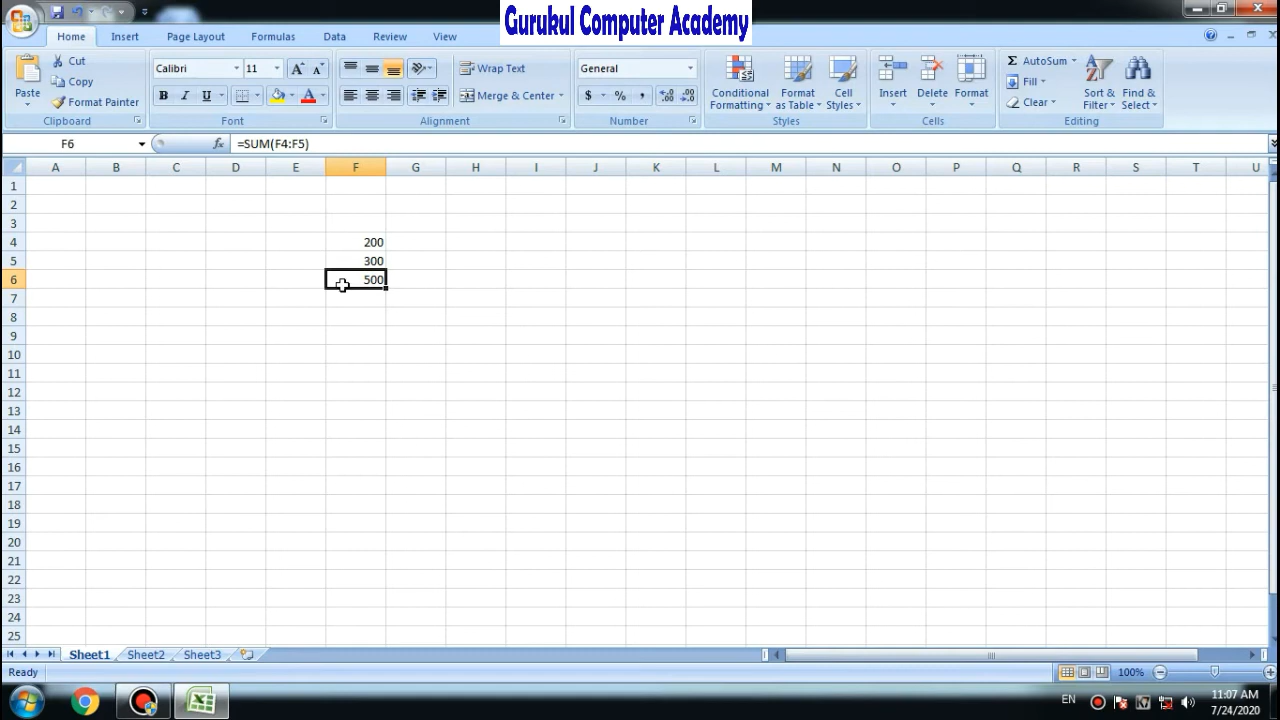 Gurukul Computer Academy
Home Insert Page Layout Formulas Data Review View
Paste
Cut
Copy
Format Painter
Clipboard
Calibri 11
B I U
Font
Wrap Text
Merge & Center
Alignment
General
$ % ,
Number
Conditional Formatting
Format as Table
Cell Styles
Styles
Insert
Delete
Format
Cells
AutoSum
Fill
Clear
Sort & Filter
Find & Select
Editing
F6 fx =SUM(F4:F5)
A B C D E F G H I J K L M N O P Q R S T U
1
2
3
4 200
5 300
6 500
7
8
9
10
11
12
13
14
15
16
17
18
19
20
21
22
23
24
25
Sheet1 Sheet2 Sheet3
Ready 100%
EN 11:07 AM
7/24/2020